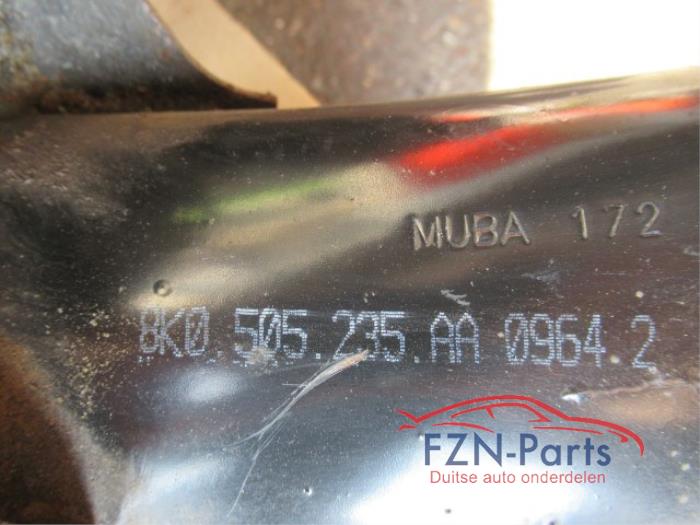 MUBA 172
8K0.505.235.AA 0964.2
FZN-Parts
Duitse auto onderdelen